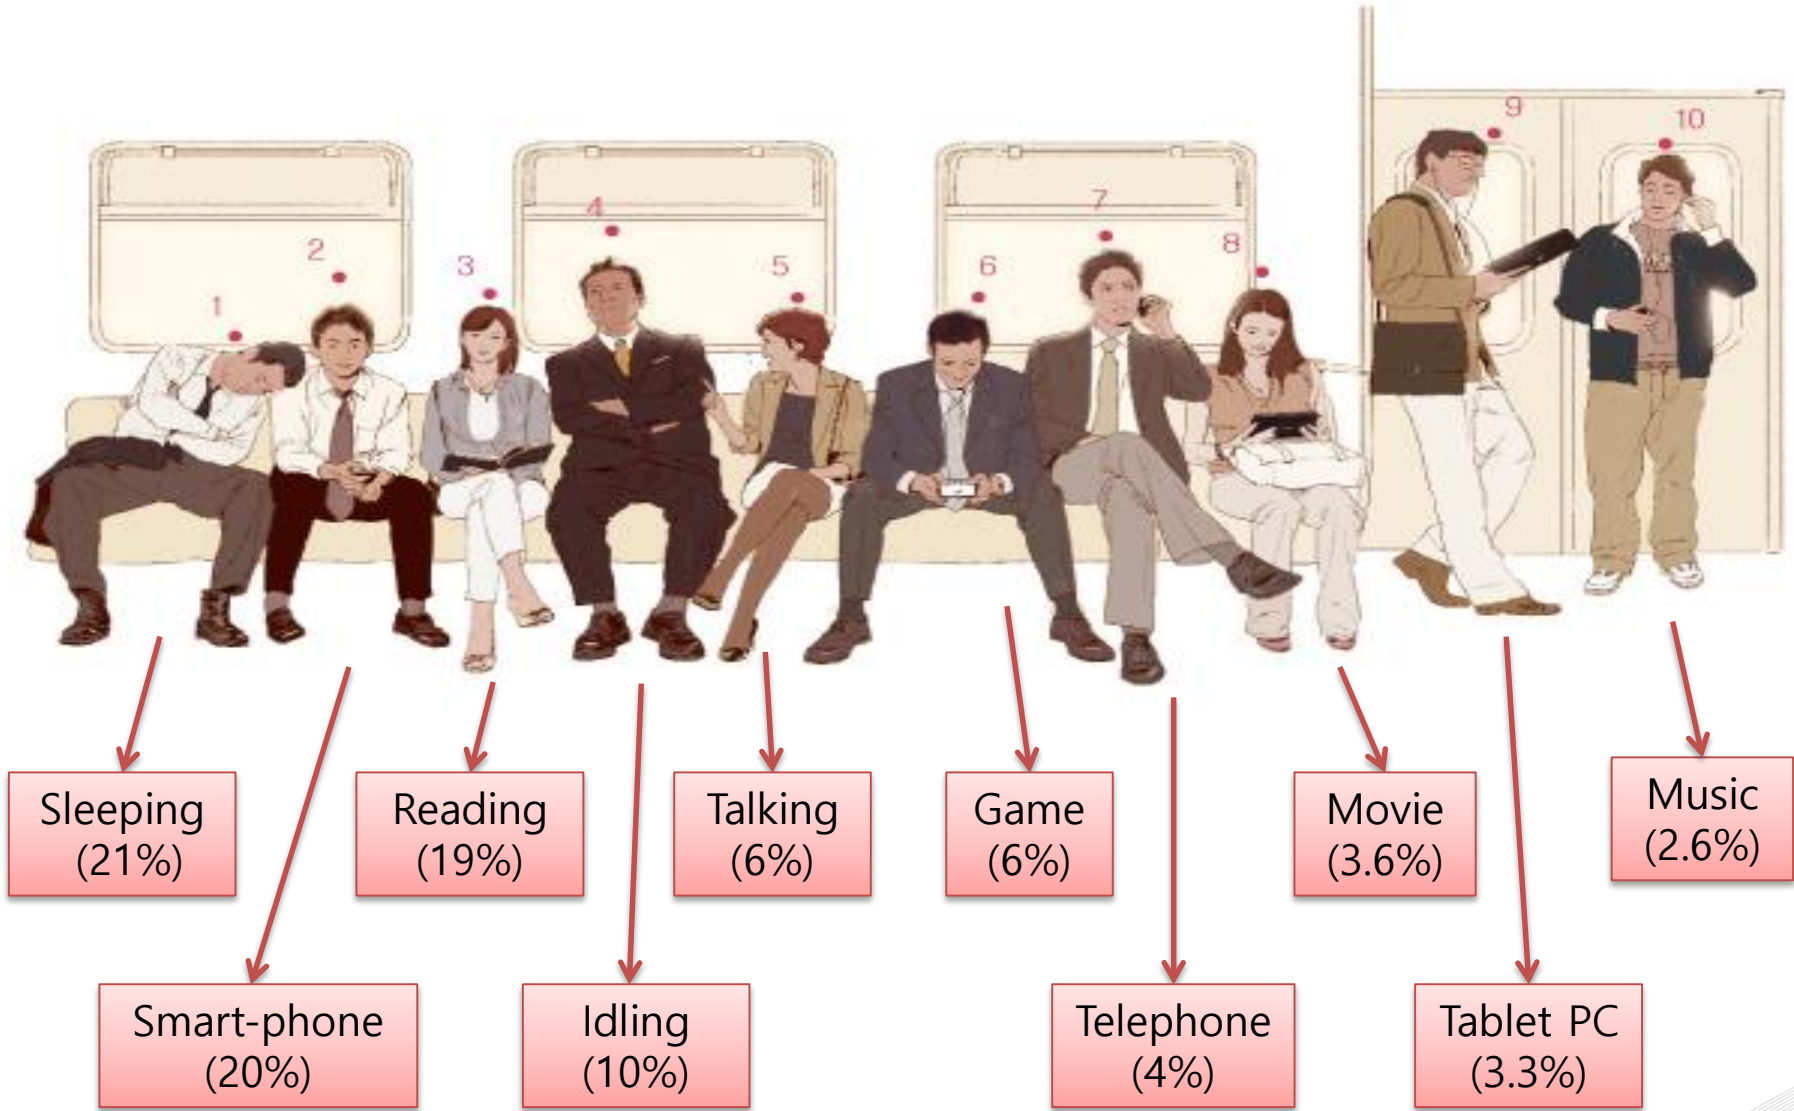 1
2
3
4
5
6
7
8
9
10
Sleeping
(21%)
Reading
(19%)
Talking
(6%)
Game
(6%)
Movie
(3.6%)
Music
(2.6%)
Smart-phone
(20%)
Idling
(10%)
Telephone
(4%)
Tablet PC
(3.3%)